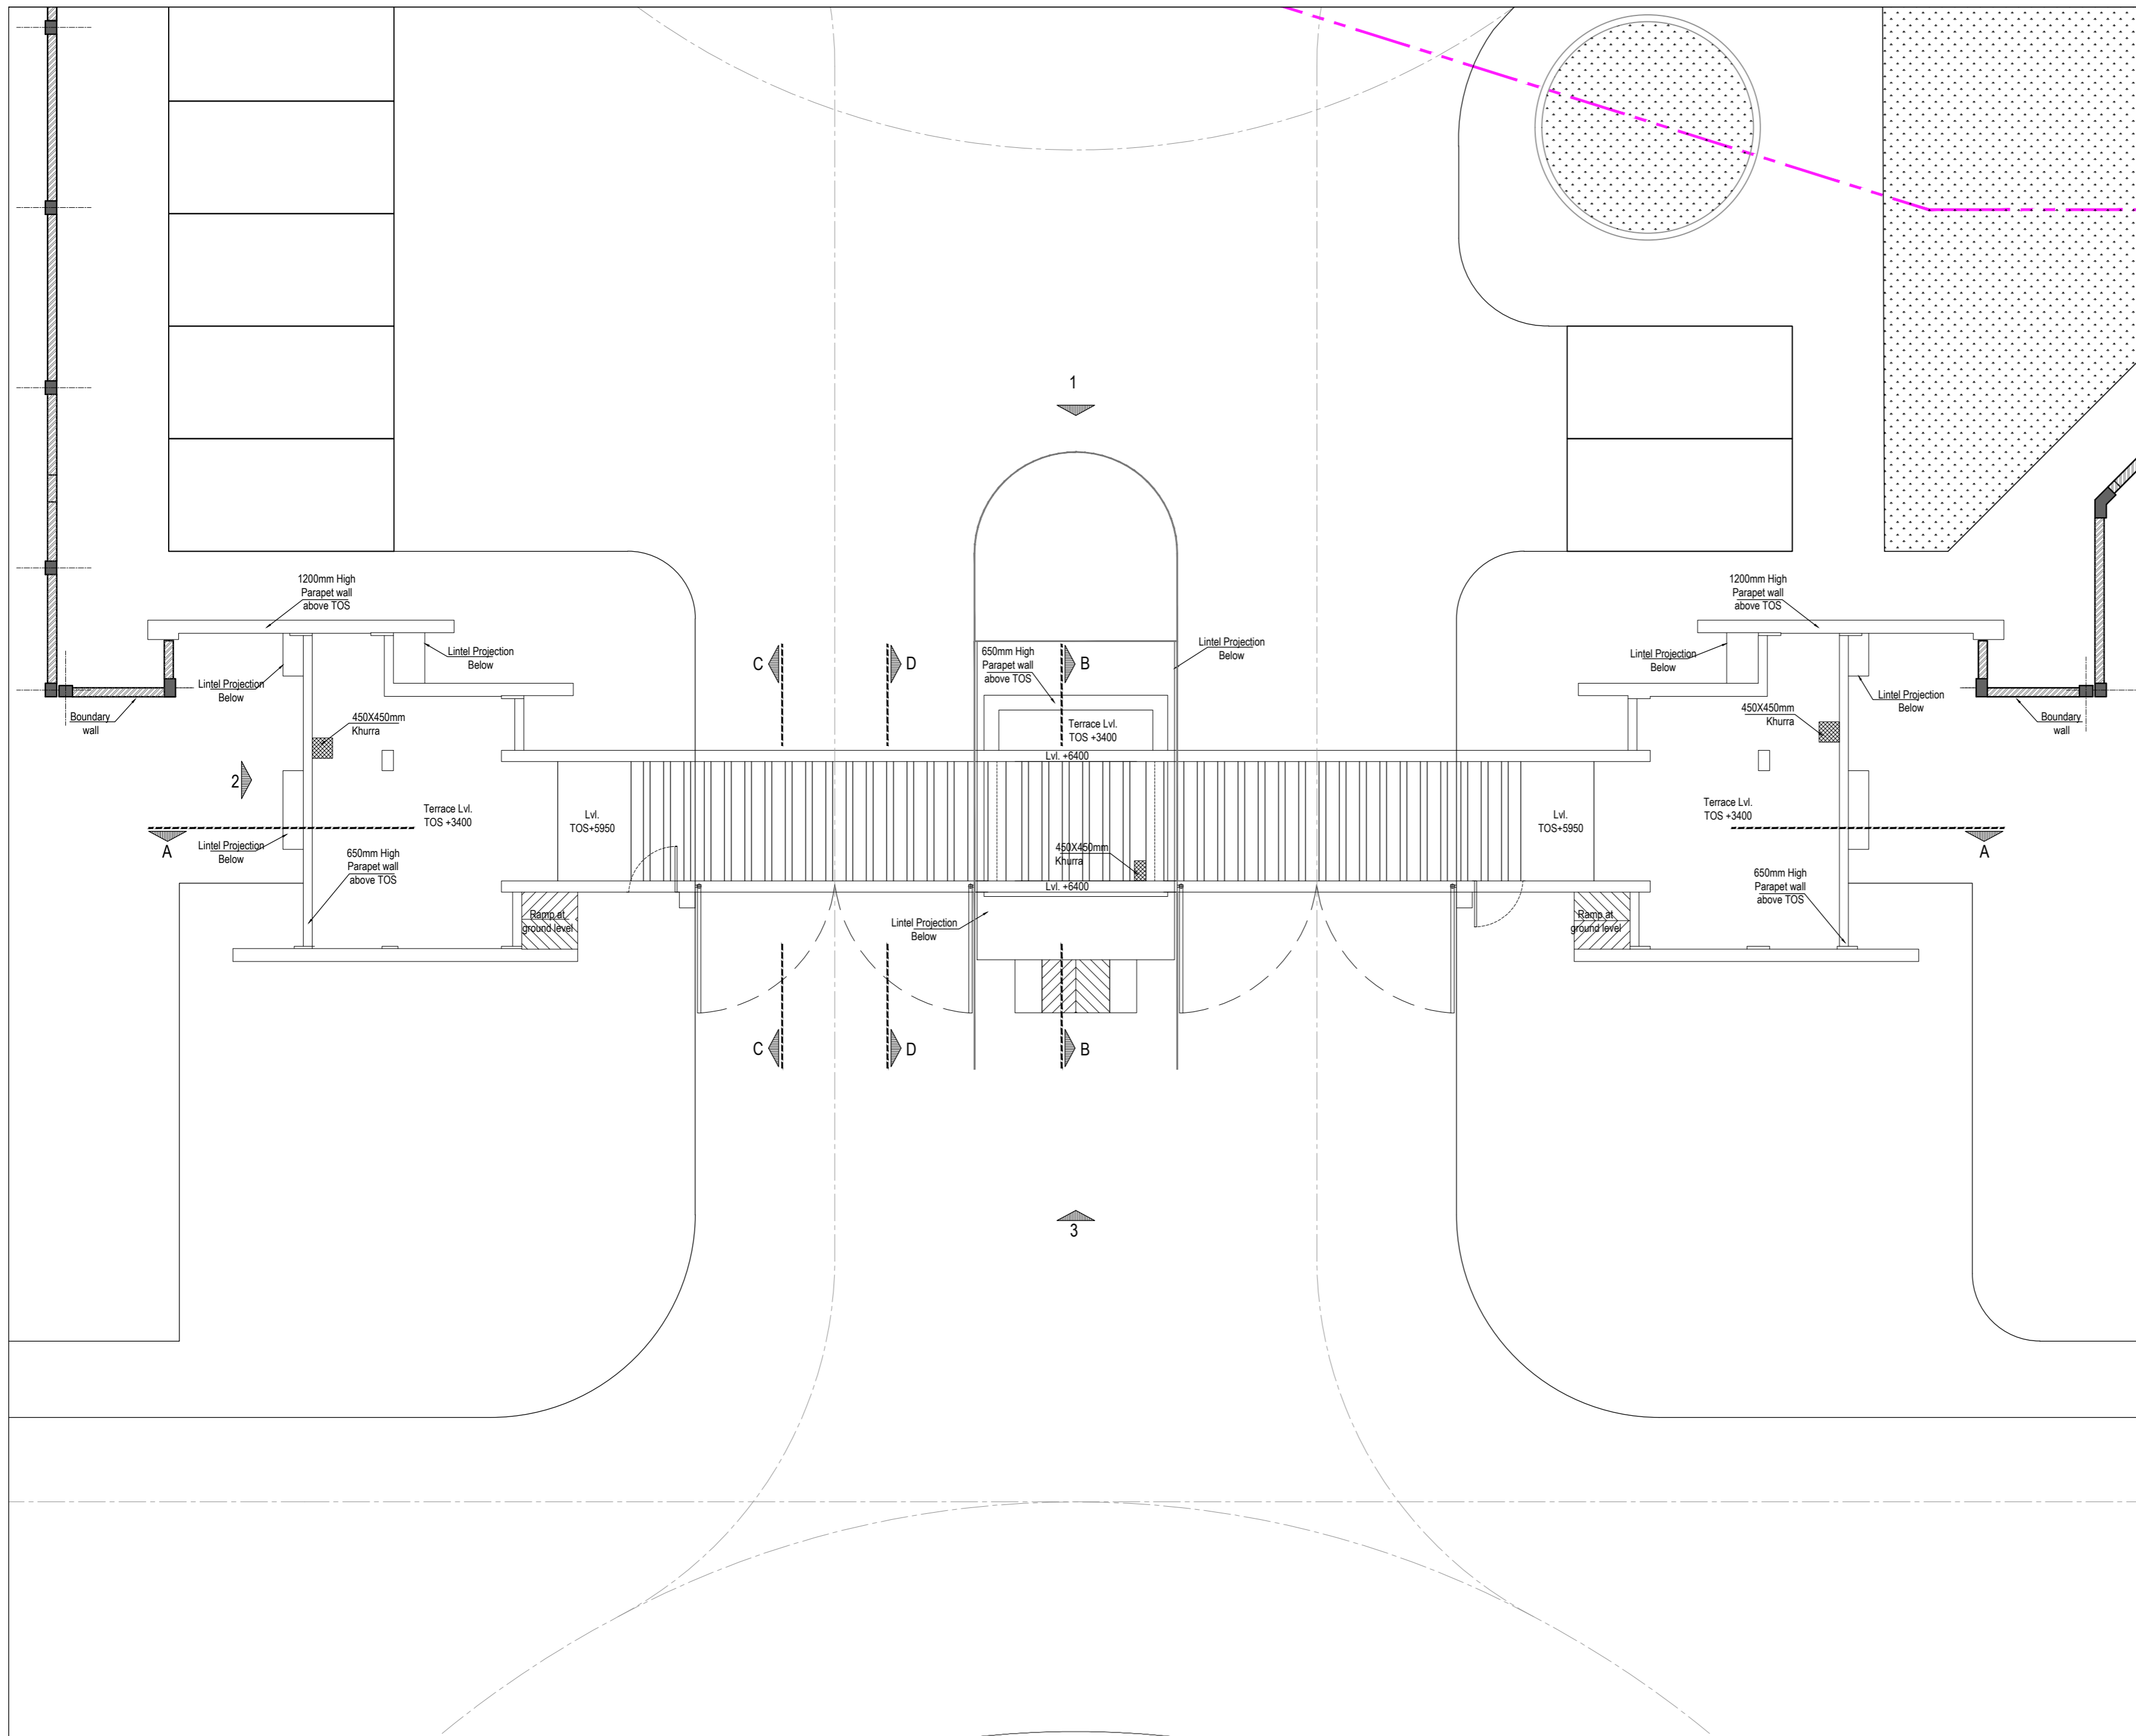 1
1200mm High
Parapet wall
above TOS
1200mm High
Parapet wall
above TOS
Lintel Projection
Below
C
D
650mm High
Parapet wall
above TOS
B
Lintel Projection
Below
Lintel Projection
Below
Lintel Projection
Below
Lintel Projection
Below
Boundary
wall
450X450mm
Khurra
Terrace Lvl.
TOS +3400
450X450mm
Khurra
Boundary
wall
Lvl. +6400
2
Terrace Lvl.
TOS +3400
Lvl.
TOS+5950
Lvl.
TOS+5950
Terrace Lvl.
TOS +3400
A
Lintel Projection
Below
650mm High
Parapet wall
above TOS
450X450mm
Khurra
A
650mm High
Parapet wall
above TOS
Lvl. +6400
Ramp at
ground level
Lintel Projection
Below
Ramp at
ground level
C
D
B
3